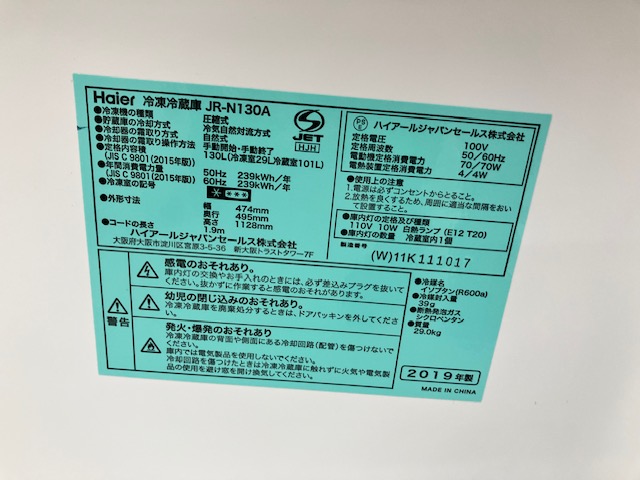 Haier 冷凍冷蔵庫 JR-N130A
●冷凍機の種類 圧縮式
●貯蔵庫の冷却方式 冷気自然対流方式
●冷却器の霜取り方式 自然式
●冷却器の霜取り操作方法 手動開始・手動終了
●定格内容積 130L(冷凍室29L冷蔵室101L)
(JIS C 9801(2015年版))
●年間消費電力量 50Hz 239kWh/年
(JIS C 9801(2015年版)) 60Hz 239kWh/年
●冷凍室の記号
●外形寸法 幅 474mm
奥行 495mm
高さ 1128mm
●コードの長さ 1.9m
ハイアールジャパンセールス株式会社
大阪府大阪市淀川区宮原3-5-36 新大阪トラストタワー7F
S
JET
HJH
PS
E
ハイアールジャパンセールス株式会社
定格電圧 100V
定格周波数 50/60Hz
電動機定格消費電力 70/70W
電熱装置定格消費電力 4/4W
●使用上の注意
1.電源は必ずコンセントからとること。
2.放熱を良くするため、周囲に適当な間隔をおい
て設置すること。
●庫内灯の定格及び種類
110V 10W 白熱ランプ(E12 T20)
●庫内灯の数量 冷蔵室内1個
製造番号
(W)11K111017
警告
感電のおそれあり。
庫内灯の交換やお手入れのときには、必ず差込みプラグを抜いて
ください。抜かずに作業すると、感電するおそれがあります。
幼児の閉じ込めのおそれあり。
冷凍冷蔵庫を廃棄処分するときは、ドアパッキンを外してくださ
い。
発火・爆発のおそれあり。
冷凍冷蔵庫の背面や側面にある冷却回路(配管)を傷つけないで
ください。
庫内では電気製品を使用しないでください。
冷却回路を傷つけたときは冷凍冷蔵庫に触れずに火気や電気製
品の使用を避け窓を開け換気してください。
●冷媒名
イソブタン(R600a)
●冷媒封入量
39g
●断熱発泡ガス
シクロペンタン
●質量
29.0kg
2019年製
MADE IN CHINA